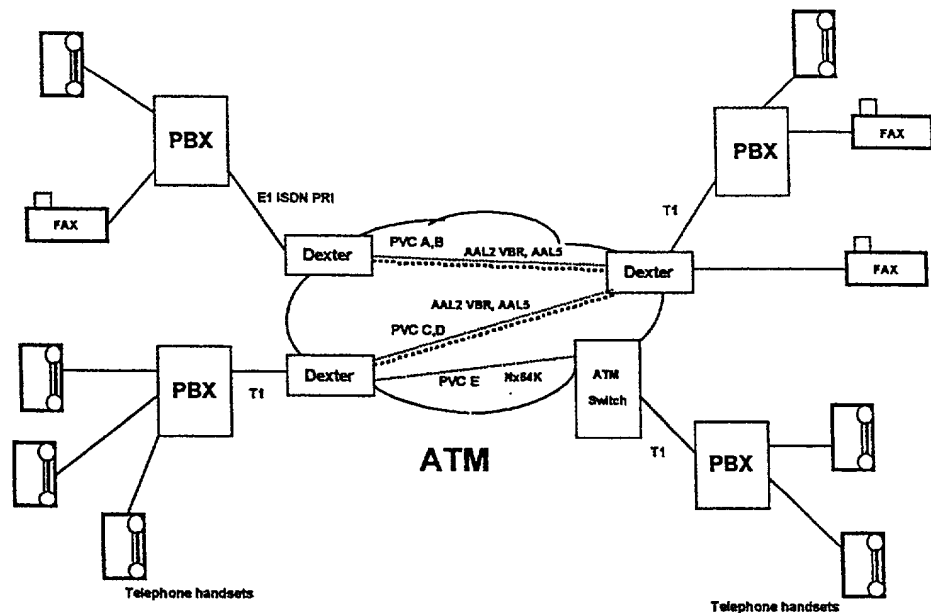 PBX
PBX
FAX
E1 ISDN PRI
FAX
T1
PVC A,B
AAL2 VBR, AAL5
Dexter
Dexter
FAX
AAL2 VBR, AAL5
PVC C,D
PBX
T1
Dexter
PVC E
Nx64K
ATM
Switch
ATM
T1
PBX
Telephone handsets
Telephone handsets